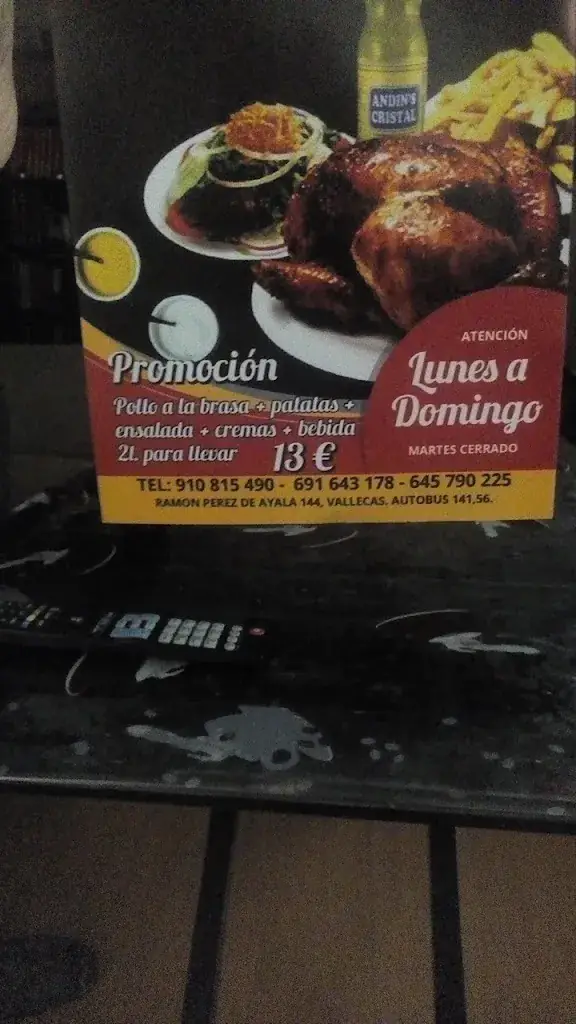 ANDIN'S
CRISTAL
ATENCIÓN
Lunes a
Domingo
MARTES CERRADO
Promoción
Pollo a la brasa + patatas +
ensalada + cremas + bebida
2l. para llevar 13 €
TEL: 910 815 490 - 691 643 178 - 645 790 225
RAMON PEREZ DE AYALA 144, VALLECAS. AUTOBUS 141,56.